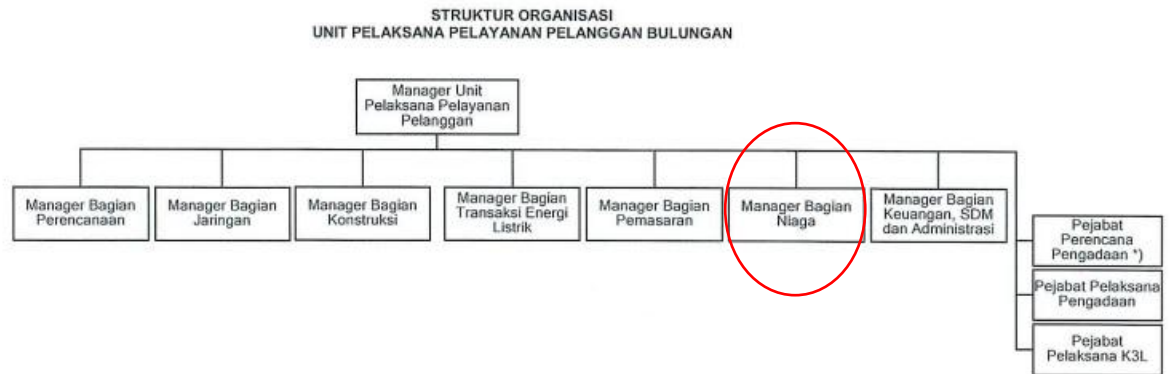 STRUKTUR ORGANISASI
UNIT PELAKSANA PELAYANAN PELANGGAN BULUNGAN
Manager Unit
Pelaksana Pelayanan
Pelanggan
Manager Bagian
Perencanaan
Manager Bagian
Jaringan
Manager Bagian
Konstruksi
Manager Bagian
Transaksi Energi
Listrik
Manager Bagian
Pemasaran
Manager Bagian
Niaga
Manager Bagian
Keuangan, SDM
dan Administrasi
Pejabat
Perencana
Pengadaan *)
Pejabat Pelaksana
Pengadaan
Pejabat
Pelaksana K3L